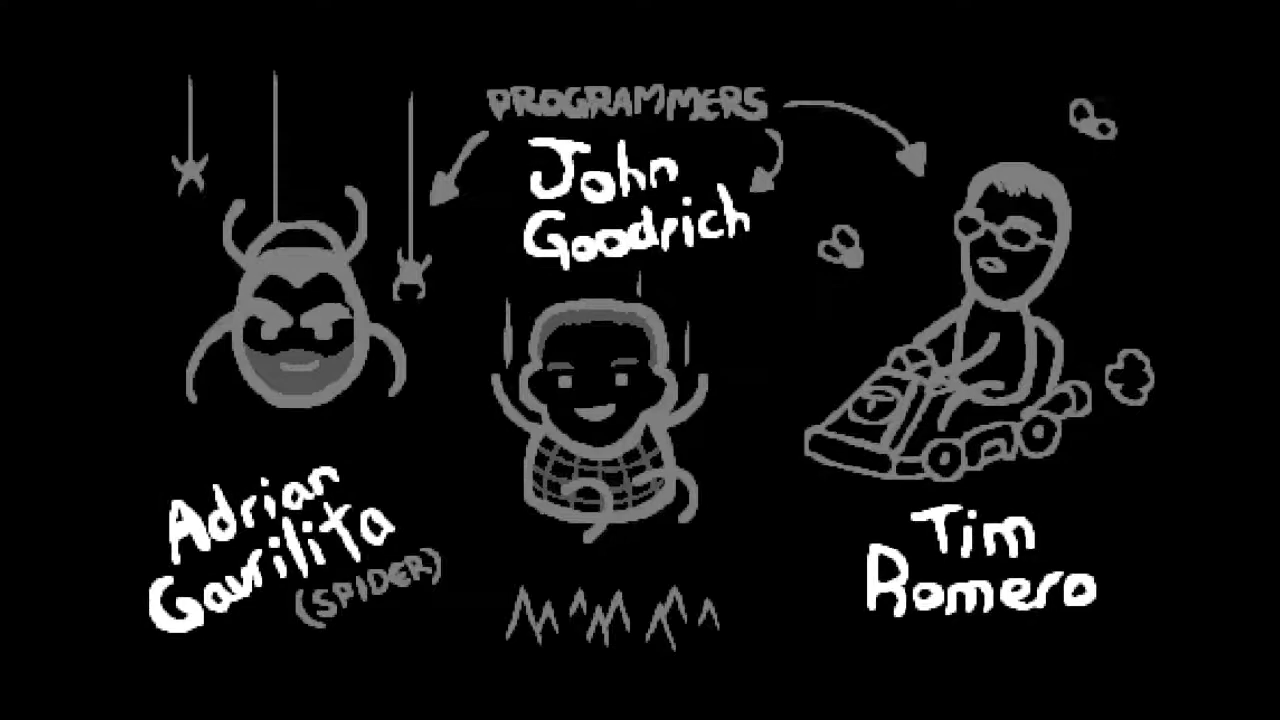 PROGRAMMERS
John
Goodrich
Adrian
Gavrilita
(SPIDER)
Tim
Romero
T